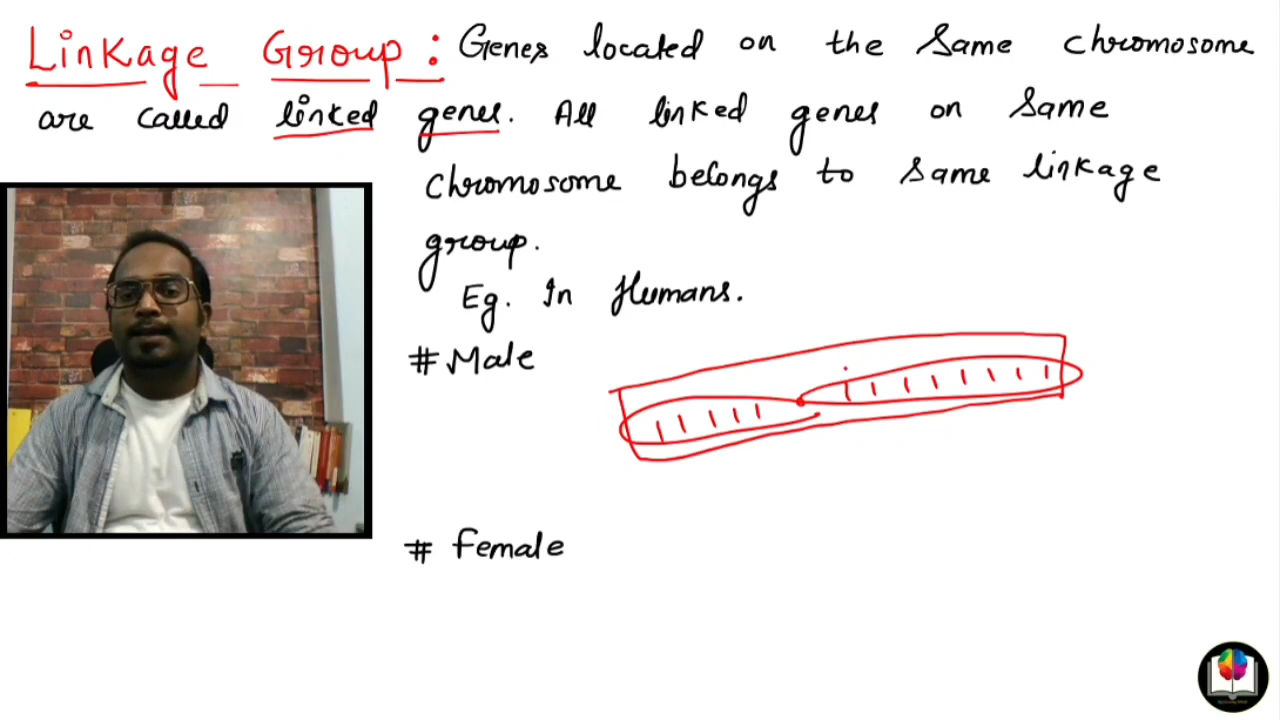 Linkage Group: Genes located on the same chromosome
are called linked genes. All linked genes on same
chromosome belongs to same linkage
group.
Eg. In Humans.
# Male
# Female